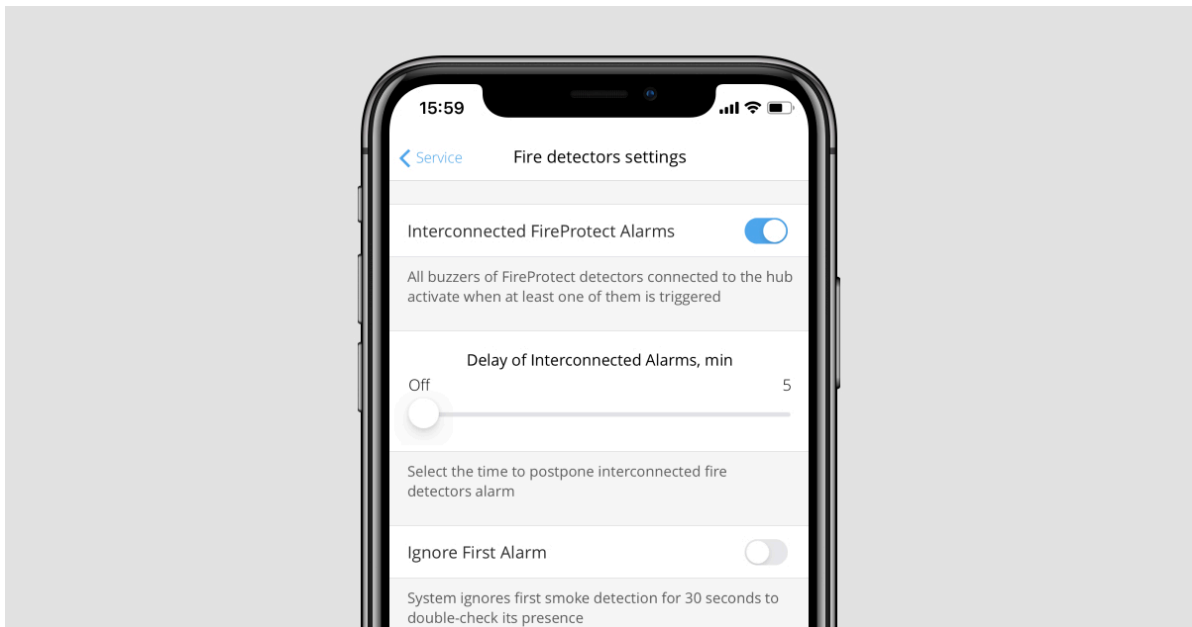 15:59
Service Fire detectors settings
Interconnected FireProtect Alarms
All buzzers of FireProtect detectors connected to the hub
activate when at least one of them is triggered
Delay of Interconnected Alarms, min
Off 5
Select the time to postpone interconnected fire
detectors alarm
Ignore First Alarm
System ignores first smoke detection for 30 seconds to
double-check its presence